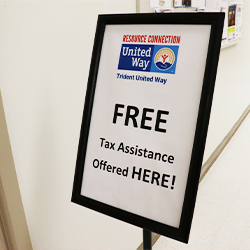 RESOURCE CONNECTION
United
Way
Trident United Way
FREE
Tax Assistance
Offered HERE!